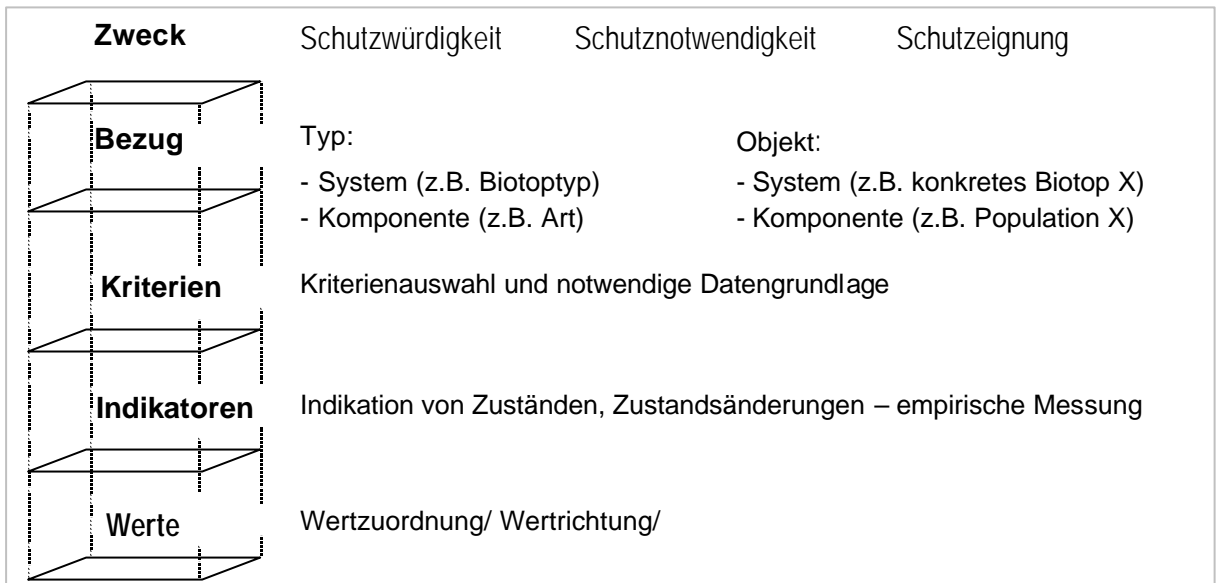 Zweck Schutzwürdigkeit Schutznotwendigkeit Schutzeignung
Bezug Typ: Objekt:
- System (z.B. Biotoptyp) - System (z.B. konkretes Biotop X)
- Komponente (z.B. Art) - Komponente (z.B. Population X)
Kriterien Kriterienauswahl und notwendige Datengrundlage
Indikatoren Indikation von Zuständen, Zustandsänderungen – empirische Messung
Werte Wertzuordnung/ Wertrichtung/